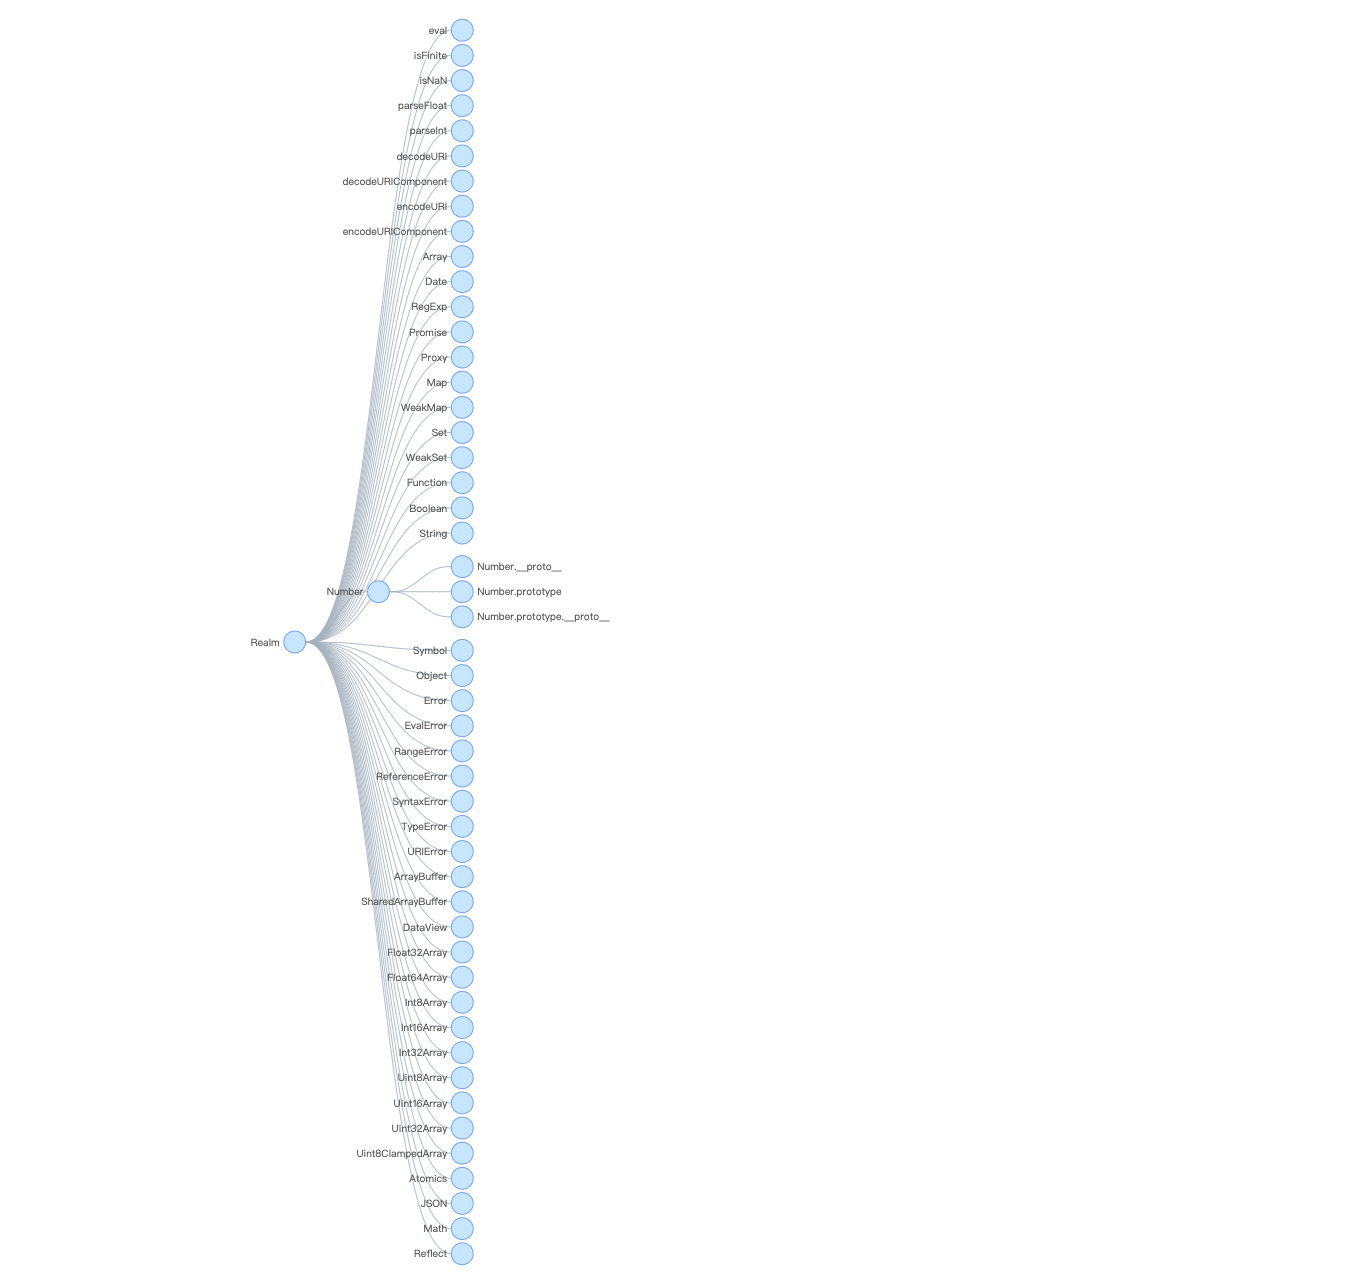 eval
isFinite
isNaN
parseFloat
parseInt
decodeURI
decodeURIComponent
encodeURI
encodeURIComponent
Array
Date
RegExp
Promise
Proxy
Map
WeakMap
Set
WeakSet
Function
Boolean
String
Number.__proto__
Number
Number.prototype
Number.prototype.__proto__
Realm
Symbol
Object
Error
EvalError
RangeError
ReferenceError
SyntaxError
TypeError
URIError
ArrayBuffer
SharedArrayBuffer
DataView
Float32Array
Float64Array
Int8Array
Int16Array
Int32Array
Uint8Array
Uint16Array
Uint32Array
Uint8ClampedArray
Atomics
JSON
Math
Reflect